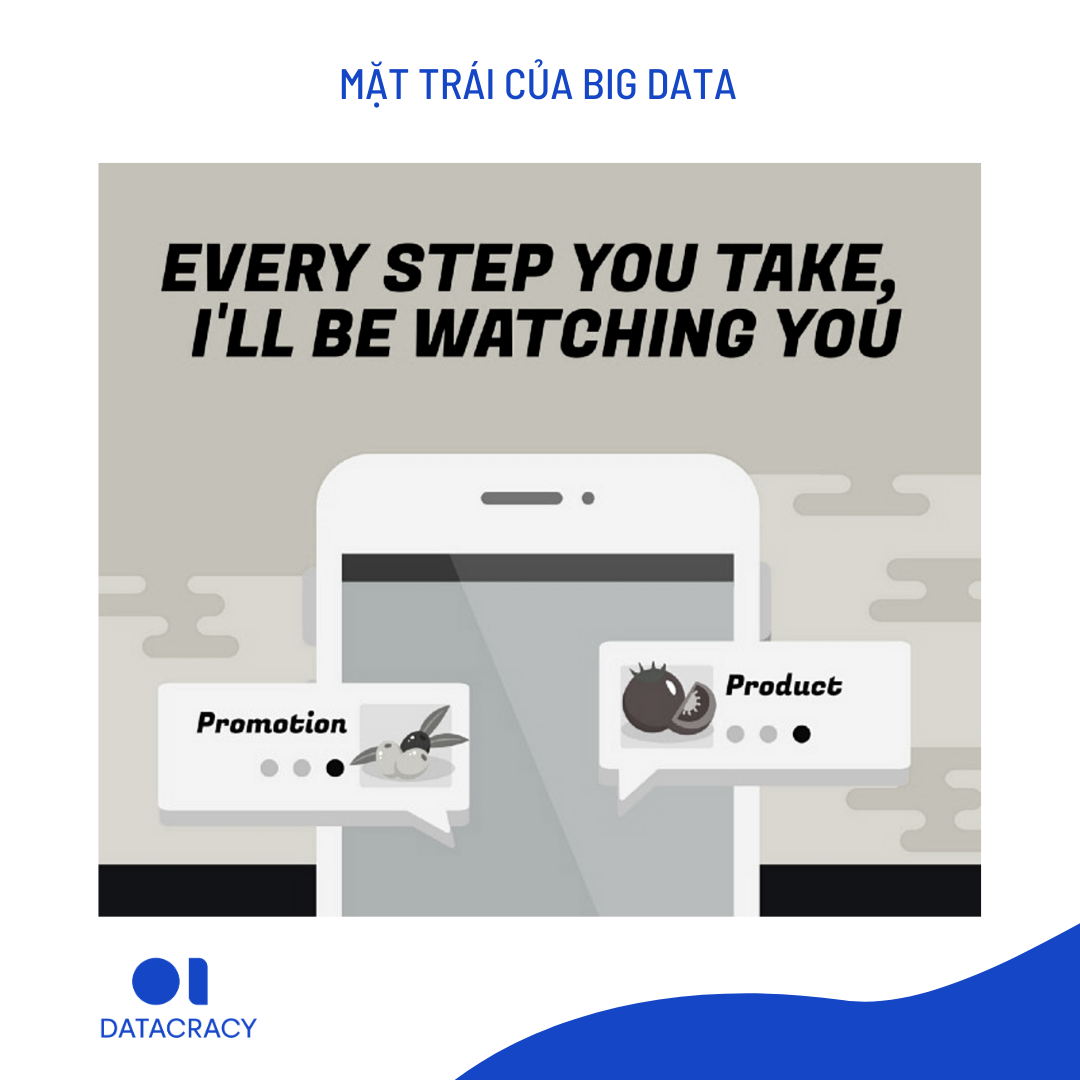 MẶT TRÁI CỦA BIG DATA
EVERY STEP YOU TAKE,
I'LL BE WATCHING YOU
Product
Promotion
DATACRACY